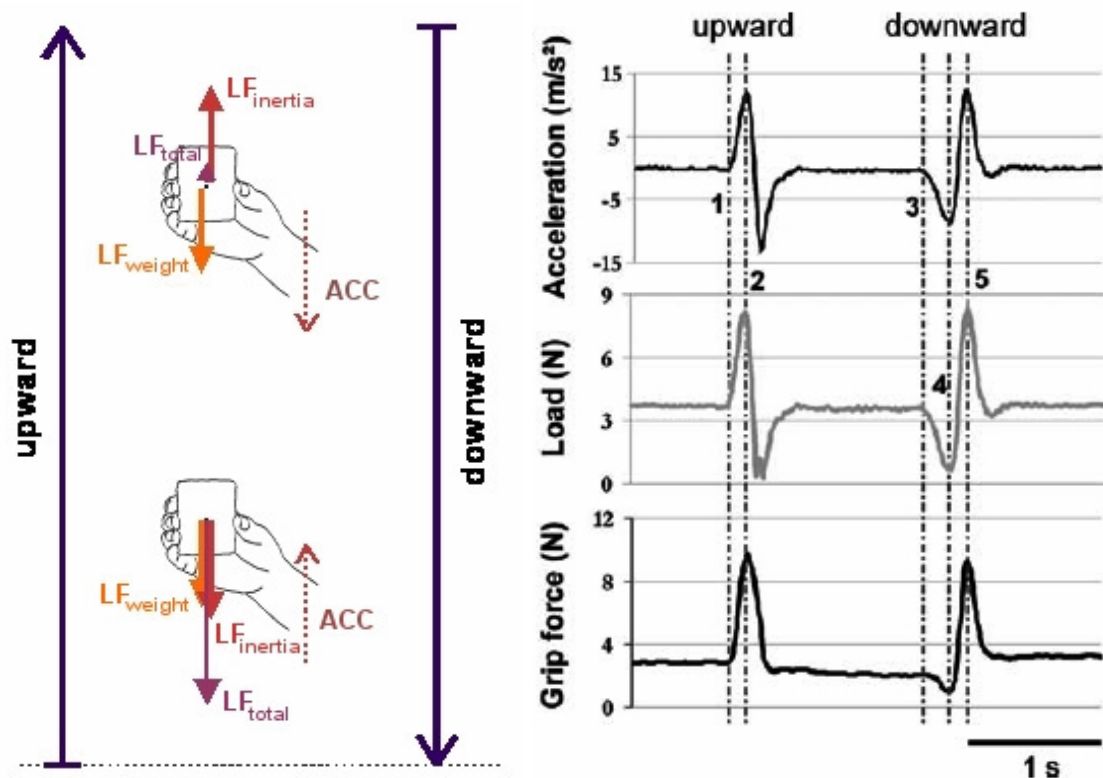 upward
downward
LFinertia
LFtotal
LFweight
ACC
LFweight
LFinertia
ACC
LFtotal
upward downward
Acceleration (m/s²)
15
5
-5
-15
1
2
3
5
Load (N)
9
6
3
0
4
Grip force (N)
12
8
4
0
1 s